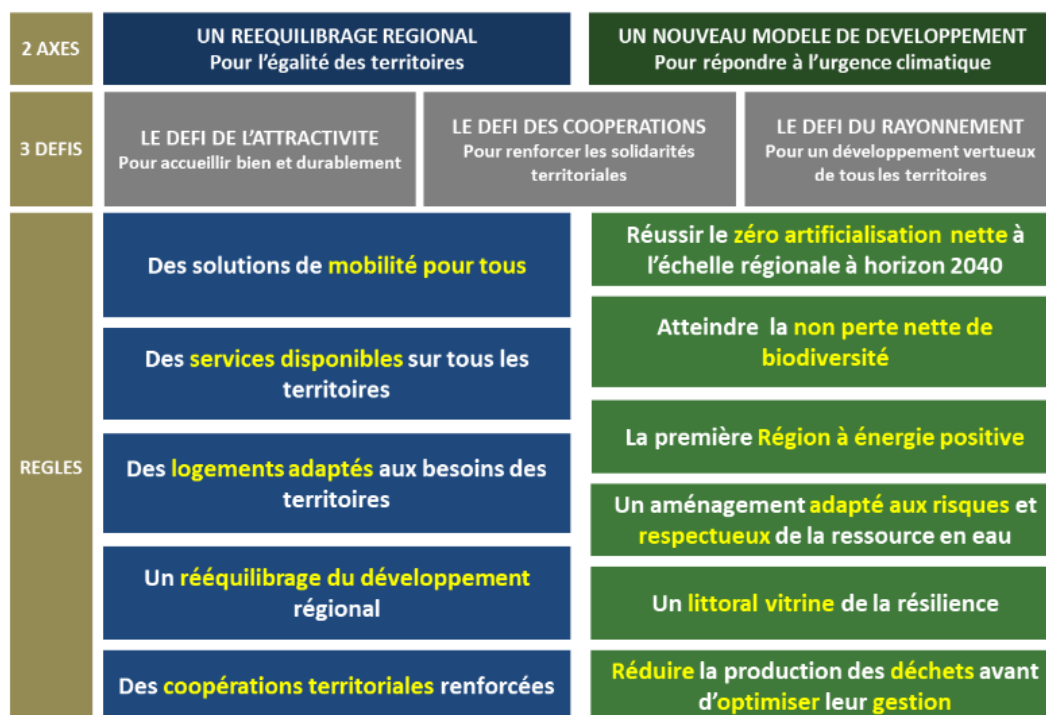 2 AXES
UN REEQUILIBRAGE REGIONAL
Pour l'égalité des territoires
UN NOUVEAU MODELE DE DEVELOPPEMENT
Pour répondre à l'urgence climatique
3 DEFIS
LE DEFI DE L'ATTRACTIVITE
Pour accueillir bien et durablement
LE DEFI DES COOPERATIONS
Pour renforcer les solidarités
territoriales
LE DEFI DU RAYONNEMENT
Pour un développement vertueux
de tous les territoires
REGLES
Des solutions de mobilité pour tous
Des services disponibles sur tous les
territoires
Des logements adaptés aux besoins des
territoires
Un rééquilibrage du développement
régional
Des coopérations territoriales renforcées
Réussir le zéro artificialisation nette à
l'échelle régionale à horizon 2040
Atteindre la non perte nette de
biodiversité
La première Région à énergie positive
Un aménagement adapté aux risques et
respectueux de la ressource en eau
Un littoral vitrine de la résilience
Réduire la production des déchets avant
d'optimiser leur gestion